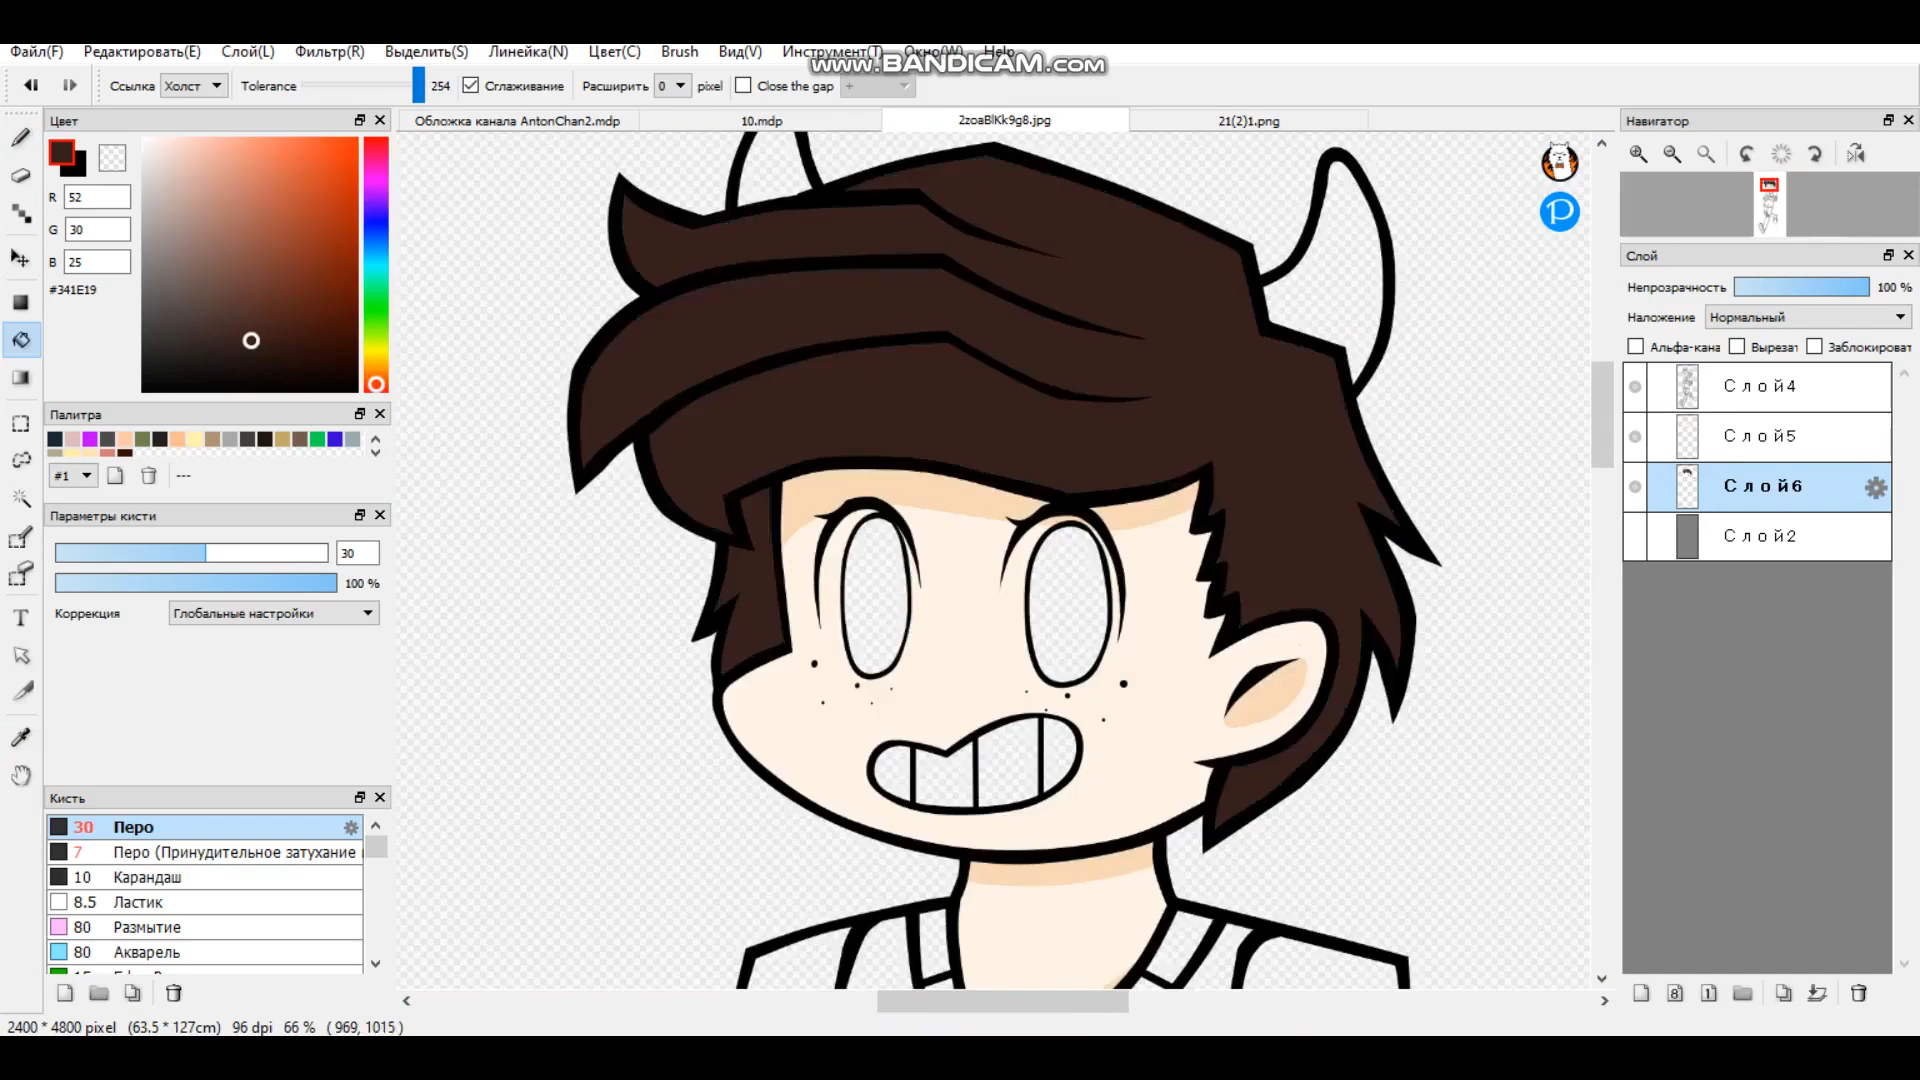 Файл(F) Редактировать(E) Слой(L) Фильтр(R) Выделить(S) Линейка(N) Цвет(C) Brush Вид(V) Инструмент(T) Окно(W) Help
www.BANDICAM.com
Ссылка Холст Tolerance 254 Сглаживание Расширить 0 pixel Close the gap +
Цвет
R 52
G 30
B 25
#341E19
Палитра
#1 ---
Параметры кисти
30
100 %
Коррекция Глобальные настройки
Кисть
30 Перо
7 Перо (Принудительное затухание
10 Карандаш
8.5 Ластик
80 Размытие
80 Акварель
Обложка канала AntonChan2.mdp 10.mdp 2zoaBlKk9g8.jpg 21(2)1.png
P
Навигатор
Слой
Непрозрачность 100 %
Наложение Нормальный
Альфа-кана Вырезат Заблокироват
Слой4
Слой5
Слой6
Слой2
8 1
T
2400 * 4800 pixel (63.5 * 127cm) 96 dpi 66 % ( 969, 1015 )